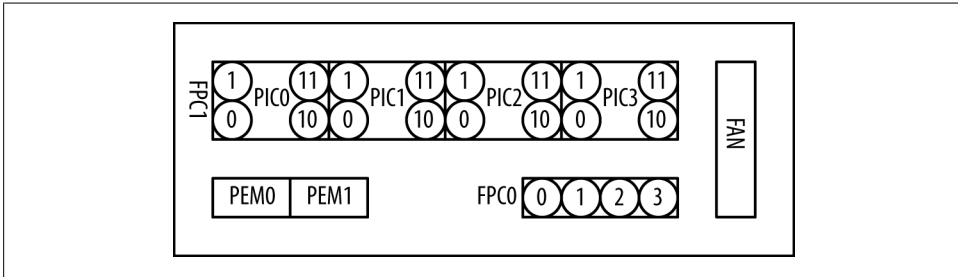 FPC1
1 11 1 11 1 11 1 11
PIC0 PIC1 PIC2 PIC3
0 10 0 10 0 10 0 10
FAN
PEM0 PEM1 FPC0 0 1 2 3